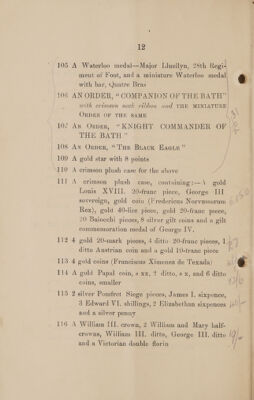 12
105 A Waterloo medal—Major Lluellyn, 28th Regi-
ment of Foot, and a miniature Waterloo medal
with bar, Quatre Bras
106 AN ORDER, "COMPANION OF THE BATH"
with crimson neck ribbon and THE MINIATURE
ORDER OF THE SAME
107 AN ORDER, "KNIGHT COMMANDER OF
THE BATH"
108 AN ORDER, "THE BLACK EAGLE"
109 A gold star with 8 points
110 A crimson plush case for the above
111 A crimson plush case, containing:—A gold
Louis XVIII. 20-franc piece, George III
sovereign, gold coin (Fredericus Norvussorum
Rex), gold 40-lire piece, gold 20-franc piece,
10 Baiocchi pieces, 8 silver gilt coins and a gilt
commemoration medal of George IV.
112 4 gold 20-mark pieces, 4 ditto 20-franc pieces, 1
ditto Austrian coin and a gold 10-franc piece
113 4 gold coins (Franciscus Ximenez de Texada)
114 A gold Papal coin, s xx, ditto, s x, and 6 ditto
coins, smaller
115 2 silver Pomfret Siege pieces, James I. sixpence,
3 Edward VI. shillings, 2 Elizabethan sixpences
and a silver penny
116 A William III. crown, 2 William and Mary half-
crowns, William III. ditto, George III. ditto
and a Victorian double florin